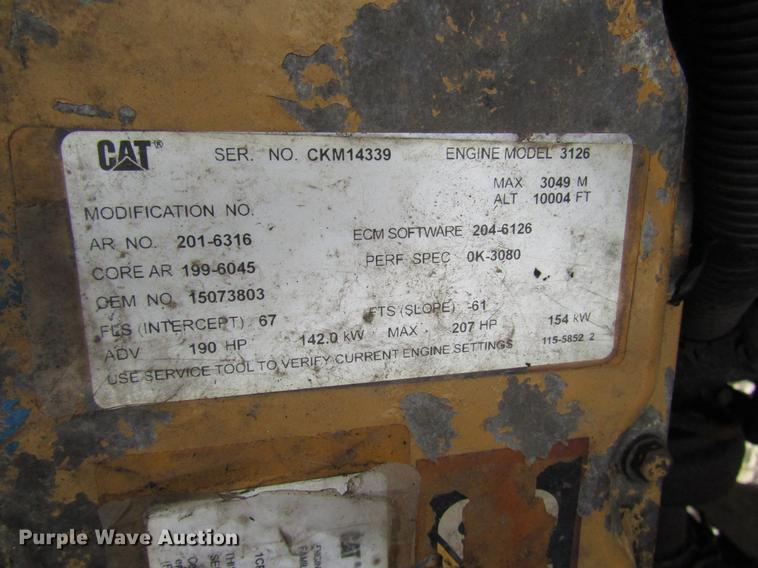 CAT® SER. NO. CKM14339 ENGINE MODEL 3126
MAX 3049 M
MODIFICATION NO. ALT 10004 FT
AR NO. 201-6316 ECM SOFTWARE 204-6126
CORE AR 199-6045 PERF SPEC 0K-3080
OEM NO 15073803
FLS (INTERCEPT) 67 FTS (SLOPE) -61
ADV 190 HP 142.0 kW MAX 207 HP 154 kW
USE SERVICE TOOL TO VERIFY CURRENT ENGINE SETTINGS 115-5852 2
CAT
Purple Wave Auction